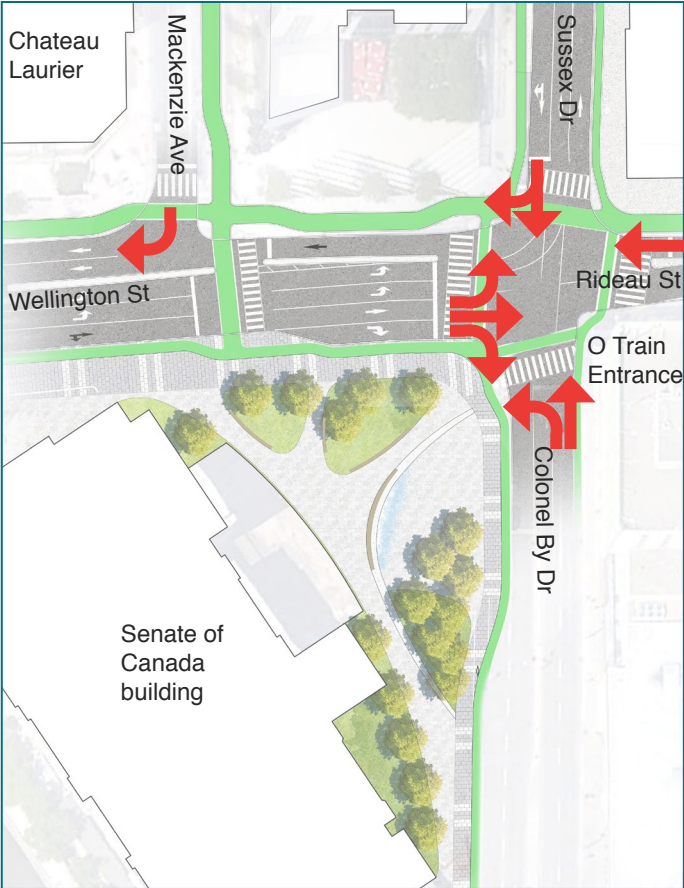 Chateau
Laurier
Mackenzie Ave
Sussex Dr
Wellington St
Rideau St
O Train
Entrance
Colonel By Dr
Senate of
Canada
building